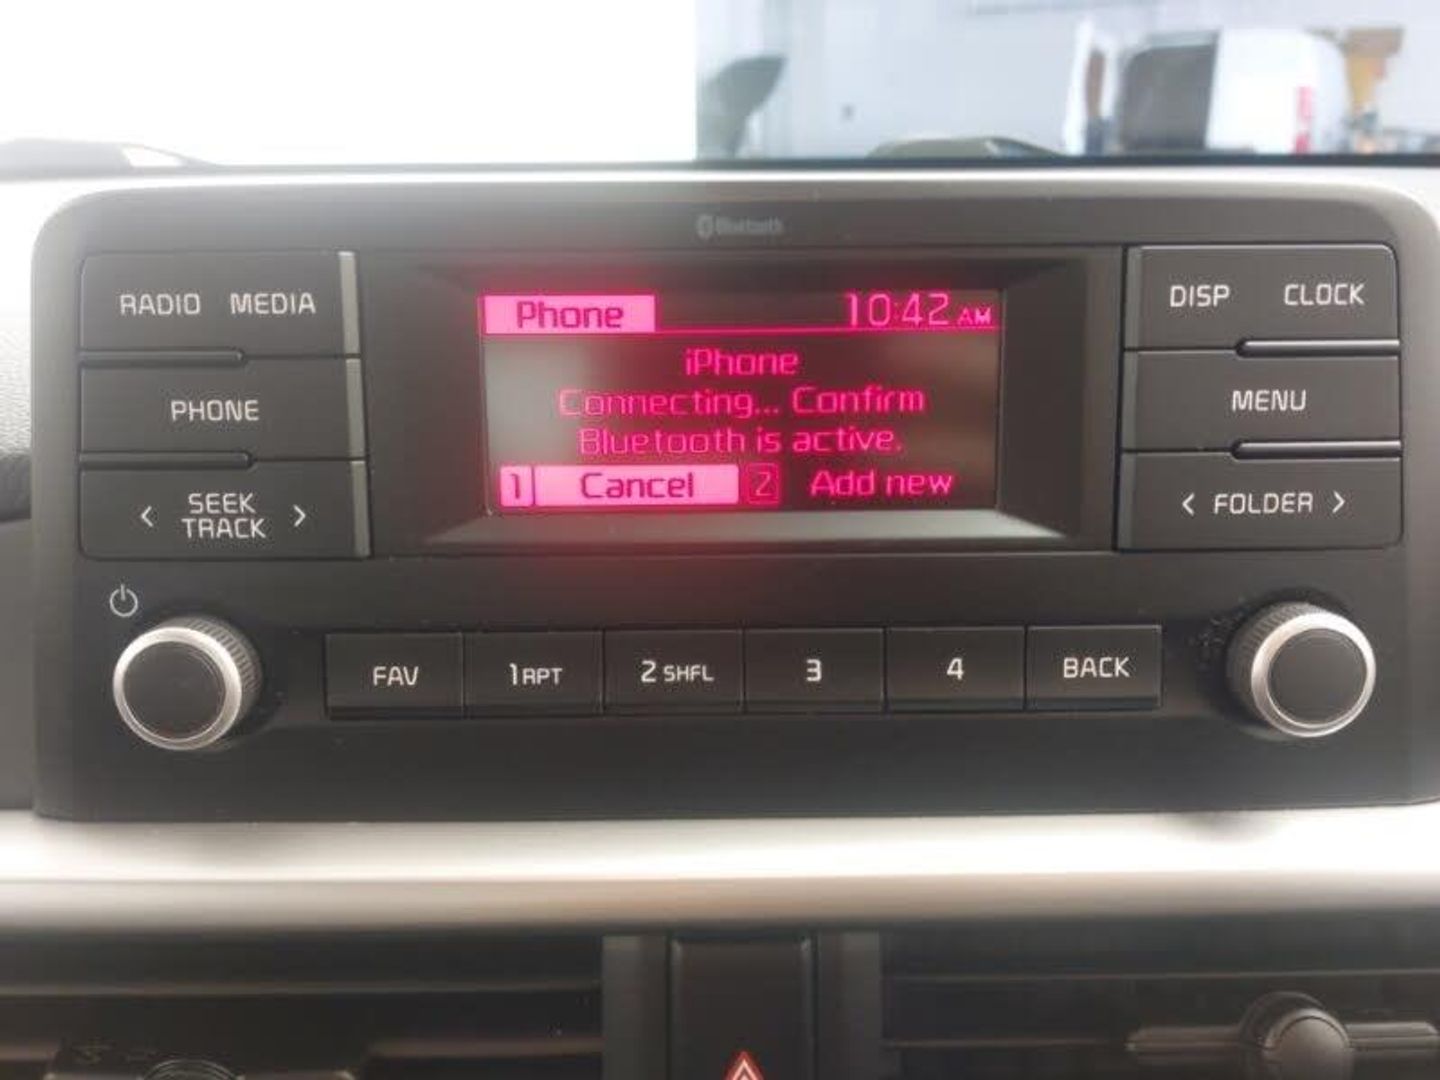 Bluetooth
RADIO MEDIA
PHONE
< SEEK TRACK >
Phone 10:42 AM
iPhone
Connecting... Confirm
Bluetooth is active.
1 Cancel 2 Add new
DISP CLOCK
MENU
< FOLDER >
FAV 1 RPT 2 SHFL 3 4 BACK